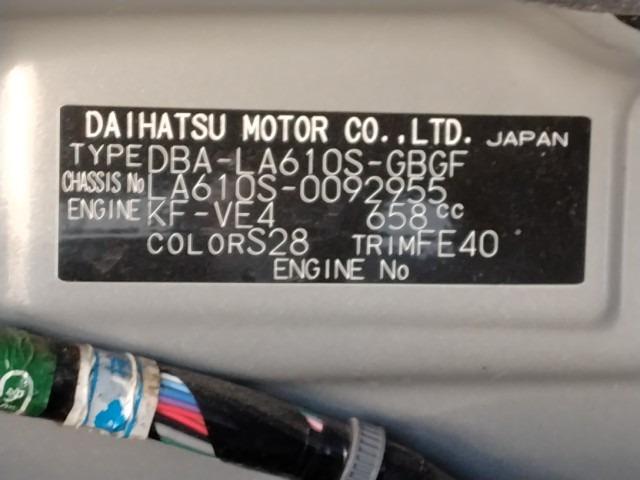 DAIHATSU MOTOR CO.,LTD. JAPAN
TYPE DBA-LA610S-GBGF
CHASSIS No LA610S-0092955
ENGINE KF-VE4 658 cc
COLOR S28 TRIM FE40
ENGINE No